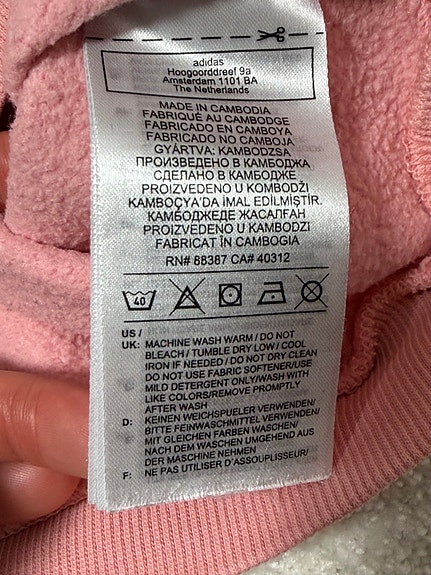 adidas
Hoogoorddreef 9a
Amsterdam 1101 BA
The Netherlands
MADE IN CAMBODIA
FABRIQUÉ AU CAMBODGE
FABRICADO EN CAMBOYA
FABRICADO NO CAMBOJA
GYÁRTVA: KAMBODZSA
ПРОИЗВЕДЕНО В КАМБОДЖА
СДЕЛАНО В КАМБОДЖЕ
PROIZVEDENO U KOMBODŽI
KAMBOÇYA'DA İMAL EDİLMİŞTİR.
КАМБОДЖЕДЕ ЖАСАЛҒАН
PROIZVEDENO U KAMBODŽI
FABRICAT ÎN CAMBOGIA
RN# 88387 CA# 40312
40
US /
UK: MACHINE WASH WARM / DO NOT
BLEACH / TUMBLE DRY LOW / COOL
IRON IF NEEDED / DO NOT DRY CLEAN
DO NOT USE FABRIC SOFTENER/USE
MILD DETERGENT ONLY/WASH WITH
LIKE COLORS/REMOVE PROMPTLY
AFTER WASH
D: KEINEN WEICHSPUELER VERWENDEN/
BITTE FEINWASCHMITTEL VERWENDEN/
MIT GLEICHEN FARBEN WASCHEN/
NACH DEM WASCHEN UMGEHEND AUS
DER MASCHINE NEHMEN
F: NE PAS UTILISER D'ASSOUPLISSEUR/